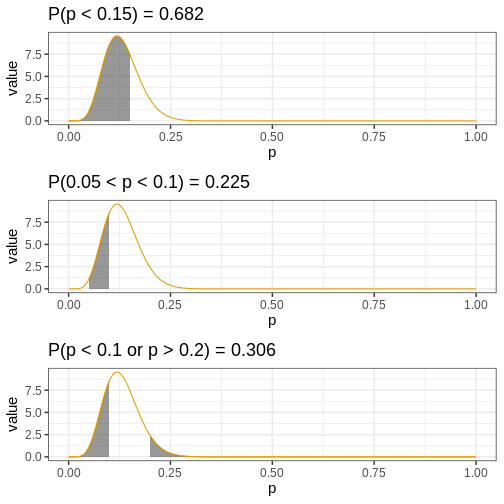 P(p < 0.15) = 0.682
value
7.5
5.0
2.5
0.0
0.00 0.25 0.50 0.75 1.00
p
P(0.05 < p < 0.1) = 0.225
value
7.5
5.0
2.5
0.0
0.00 0.25 0.50 0.75 1.00
p
P(p < 0.1 or p > 0.2) = 0.306
value
7.5
5.0
2.5
0.0
0.00 0.25 0.50 0.75 1.00
p